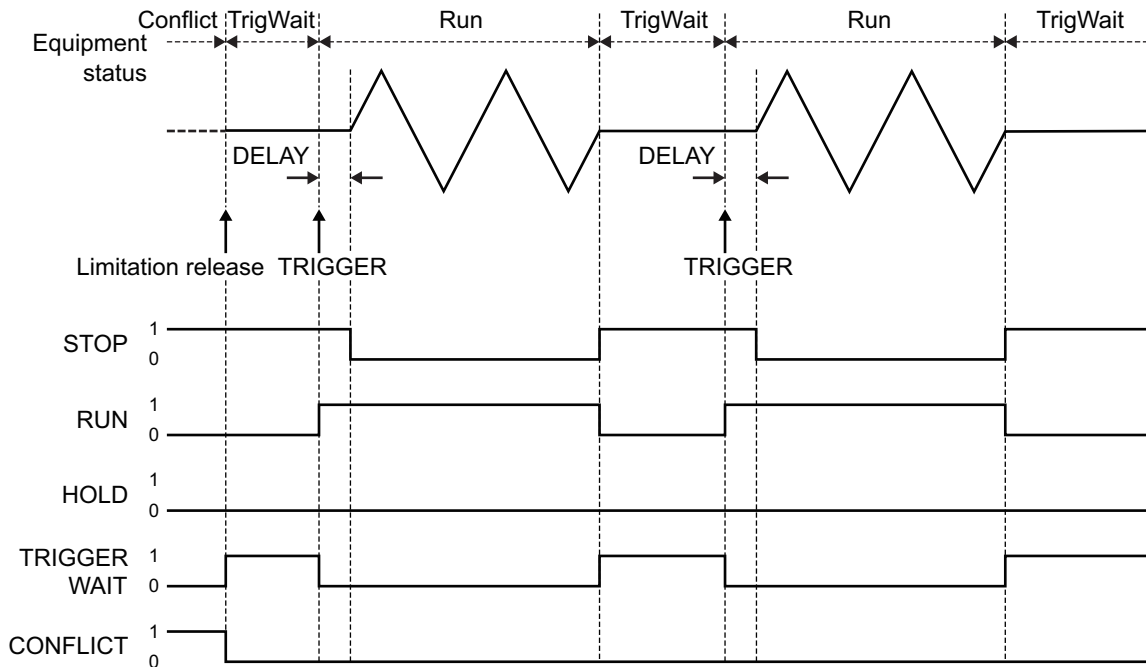 Conflict TrigWait Run TrigWait Run TrigWait
Equipment
status
DELAY DELAY
Limitation release TRIGGER TRIGGER
1
STOP
0
1
RUN
0
1
HOLD
0
TRIGGER 1
WAIT 0
1
CONFLICT
0